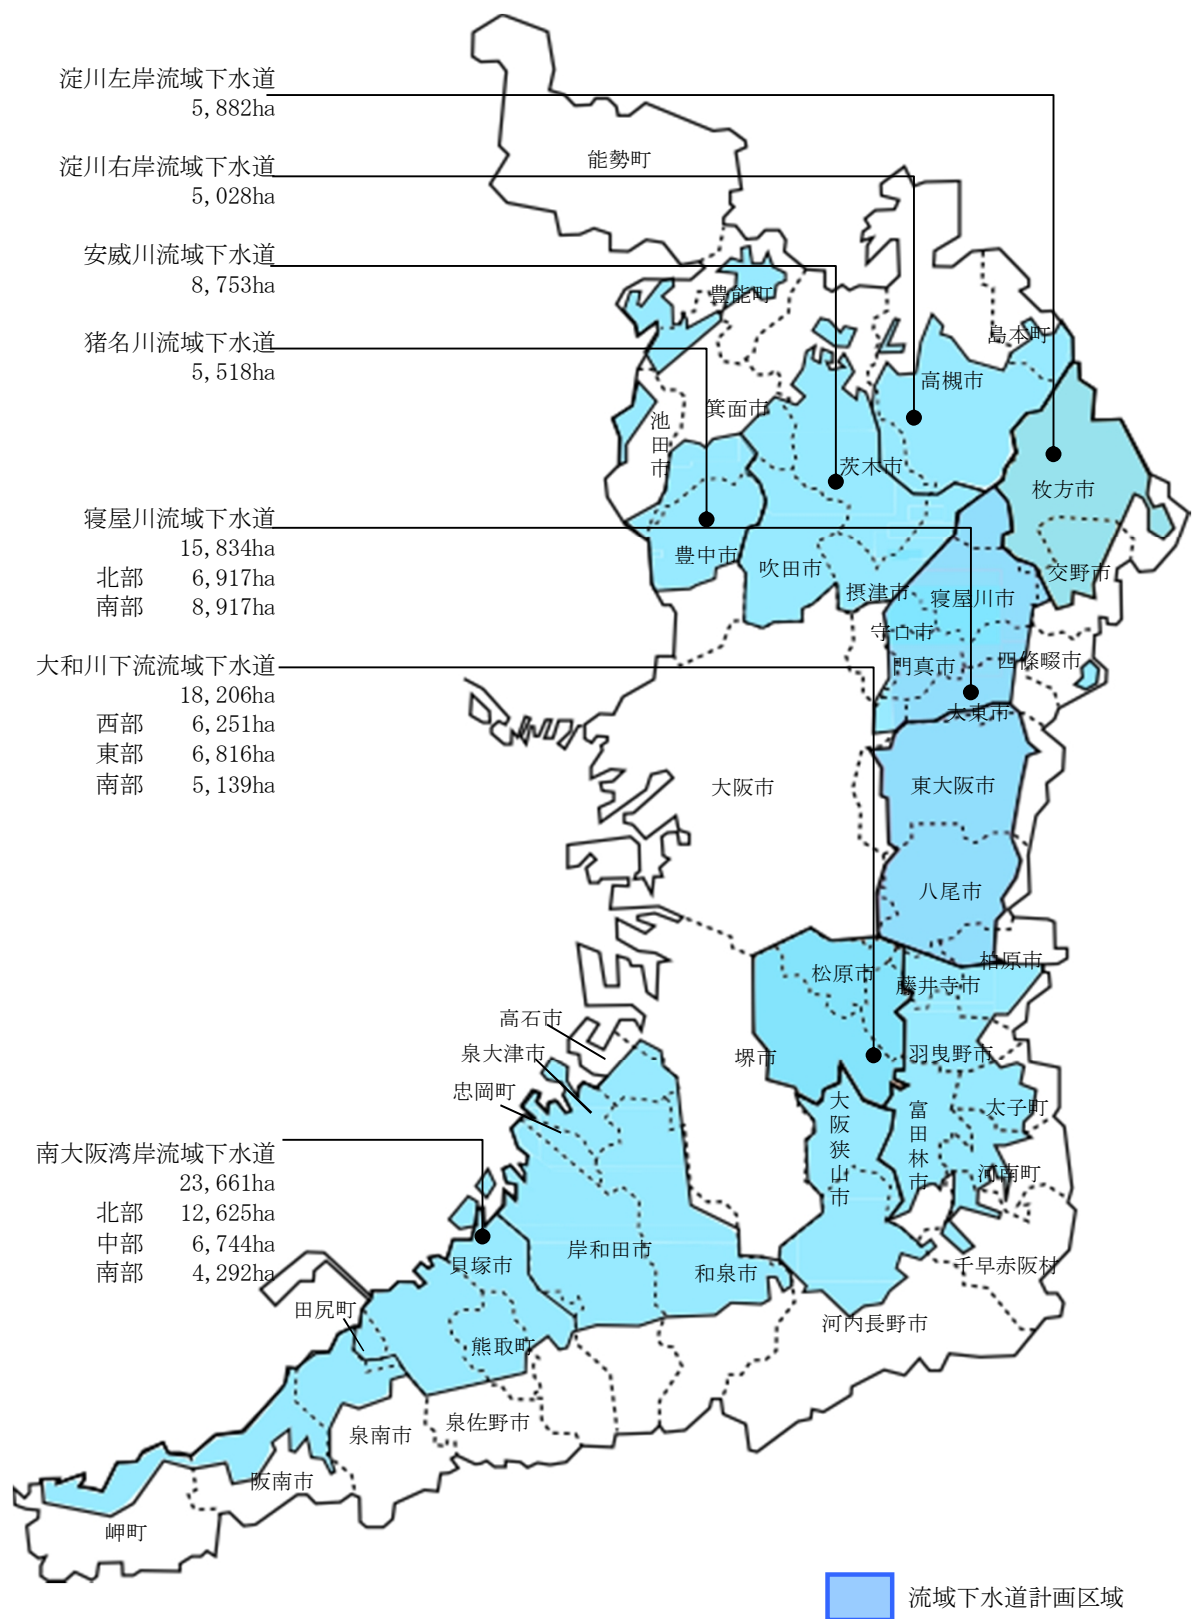 淀川左岸流域下水道
5,882ha
淀川右岸流域下水道
5,028ha
安威川流域下水道
8,753ha
猪名川流域下水道
5,518ha
寝屋川流域下水道
15,834ha
北部 6,917ha
南部 8,917ha
大和川下流流域下水道
18,206ha
西部 6,251ha
東部 6,816ha
南部 5,139ha
南大阪湾岸流域下水道
23,661ha
北部 12,625ha
中部 6,744ha
南部 4,292ha
能勢町
豊能町
島本町
高槻市
箕面市
池田市
茨木市
枚方市
豊中市
吹田市
摂津市
交野市
寝屋川市
守口市
門真市
四條畷市
大東市
大阪市
東大阪市
八尾市
柏原市
松原市
藤井寺市
高石市
泉大津市
忠岡町
堺市
羽曳野市
大阪狭山市
富田林市
太子町
河南町
千早赤阪村
岸和田市
和泉市
貝塚市
田尻町
熊取町
河内長野市
泉佐野市
泉南市
阪南市
岬町
流域下水道計画区域